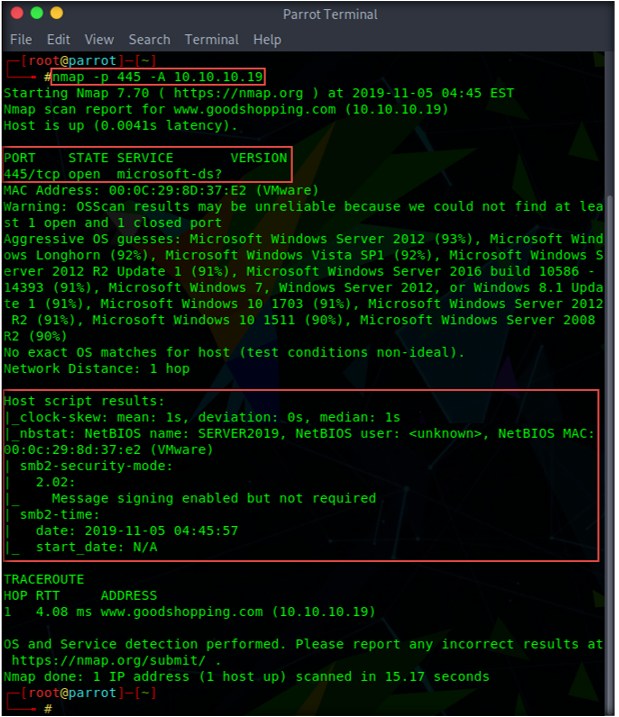 Parrot Terminal
File Edit View Search Terminal Help
[root@parrot]-[~]
#nmap -p 445 -A 10.10.10.19
Starting Nmap 7.70 ( https://nmap.org ) at 2019-11-05 04:45 EST
Nmap scan report for www.goodshopping.com (10.10.10.19)
Host is up (0.0041s latency).
PORT    STATE SERVICE       VERSION
445/tcp open  microsoft-ds?
MAC Address: 00:0C:29:8D:37:E2 (VMware)
Warning: OSScan results may be unreliable because we could not find at lea
st 1 open and 1 closed port
Aggressive OS guesses: Microsoft Windows Server 2012 (93%), Microsoft Wind
ows Longhorn (92%), Microsoft Windows Vista SP1 (92%), Microsoft Windows S
erver 2012 R2 Update 1 (91%), Microsoft Windows Server 2016 build 10586 -
14393 (91%), Microsoft Windows 7, Windows Server 2012, or Windows 8.1 Upda
te 1 (91%), Microsoft Windows 10 1703 (91%), Microsoft Windows Server 2012
 R2 (91%), Microsoft Windows 10 1511 (90%), Microsoft Windows Server 2008
R2 (90%)
No exact OS matches for host (test conditions non-ideal).
Network Distance: 1 hop
Host script results:
|_clock-skew: mean: 1s, deviation: 0s, median: 1s
|_nbstat: NetBIOS name: SERVER2019, NetBIOS user: <unknown>, NetBIOS MAC:
00:0c:29:8d:37:e2 (VMware)
| smb2-security-mode:
|   2.02:
|_    Message signing enabled but not required
| smb2-time:
|   date: 2019-11-05 04:45:57
|_  start_date: N/A
TRACEROUTE
HOP RTT     ADDRESS
1   4.08 ms www.goodshopping.com (10.10.10.19)
OS and Service detection performed. Please report any incorrect results at
 https://nmap.org/submit/ .
Nmap done: 1 IP address (1 host up) scanned in 15.17 seconds
[root@parrot]-[~]
#